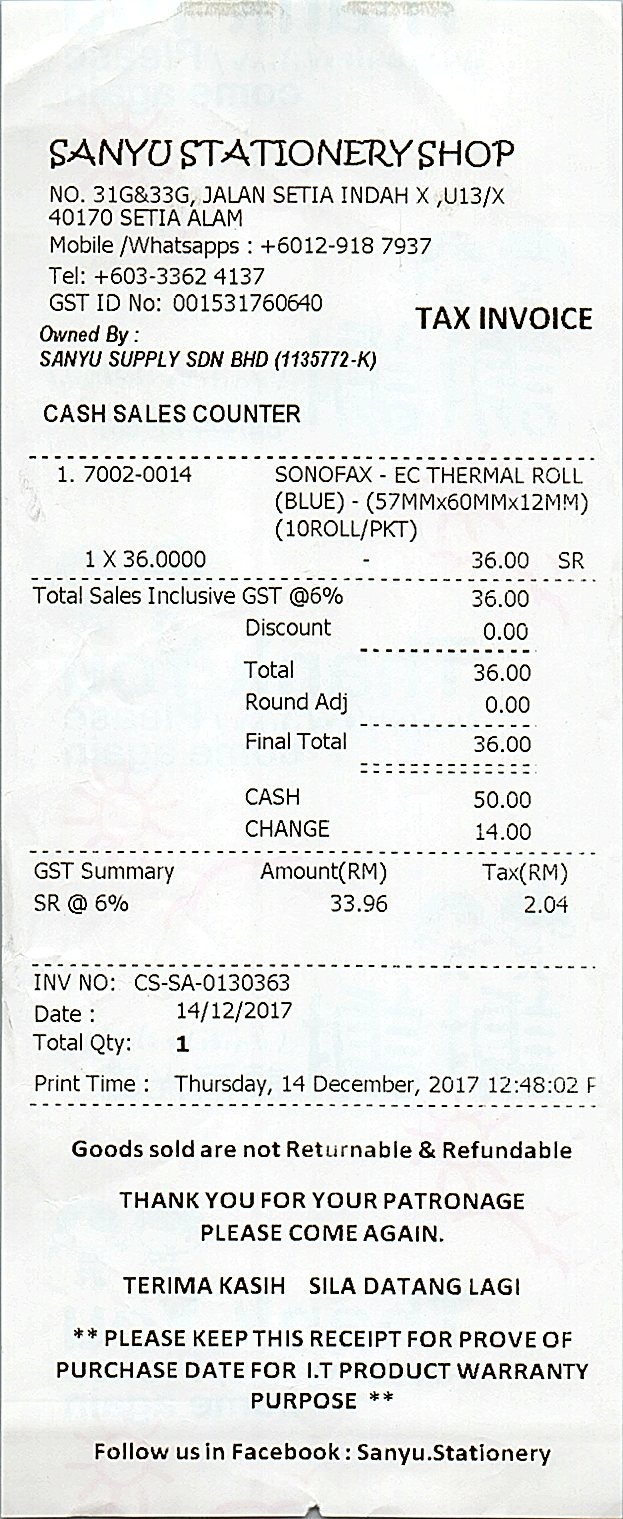 SANYU STATIONERY SHOP
NO. 31G&33G, JALAN SETIA INDAH X ,U13/X
40170 SETIA ALAM
Mobile /Whatsapps : +6012-918 7937
Tel: +603-3362 4137
GST ID No: 001531760640
TAX INVOICE
Owned By :
SANYU SUPPLY SDN BHD (1135772-K)
CASH SALES COUNTER
1. 7002-0014 SONOFAX - EC THERMAL ROLL
(BLUE) - (57MMx60MMx12MM)
(10ROLL/PKT)
1 X 36.0000 - 36.00 SR
Total Sales Inclusive GST @6% 36.00
Discount 0.00
Total 36.00
Round Adj 0.00
Final Total 36.00
CASH 50.00
CHANGE 14.00
GST Summary Amount(RM) Tax(RM)
SR @ 6% 33.96 2.04
INV NO: CS-SA-0130363
Date : 14/12/2017
Total Qty: 1
Print Time : Thursday, 14 December, 2017 12:48:02 P
Goods sold are not Returnable & Refundable
THANK YOU FOR YOUR PATRONAGE
PLEASE COME AGAIN.
TERIMA KASIH SILA DATANG LAGI
** PLEASE KEEP THIS RECEIPT FOR PROVE OF
PURCHASE DATE FOR I.T PRODUCT WARRANTY
PURPOSE **
Follow us in Facebook : Sanyu.Stationery